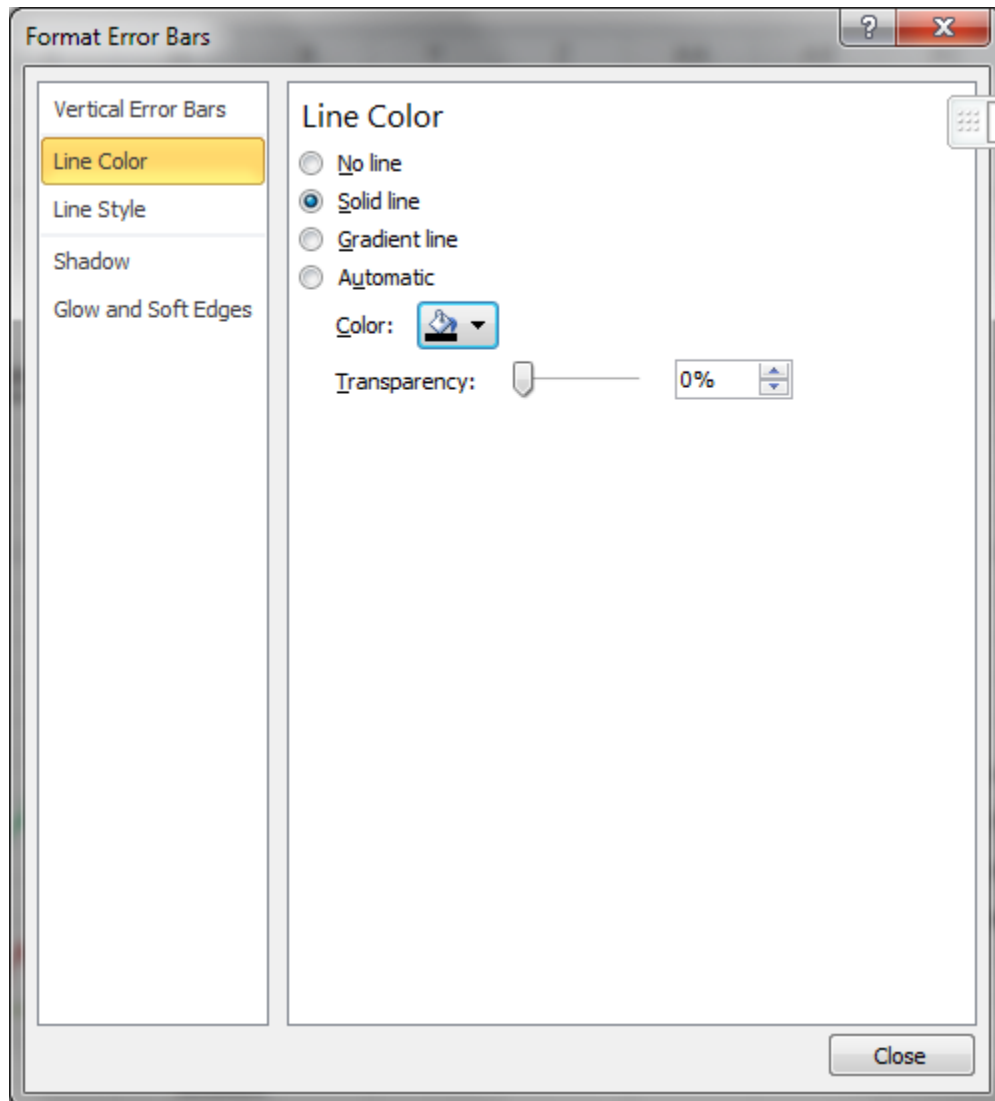 Format Error Bars
Vertical Error Bars
Line Color
Line Style
Shadow
Glow and Soft Edges
Line Color
No line
Solid line
Gradient line
Automatic
Color:
Transparency: 0%
Close